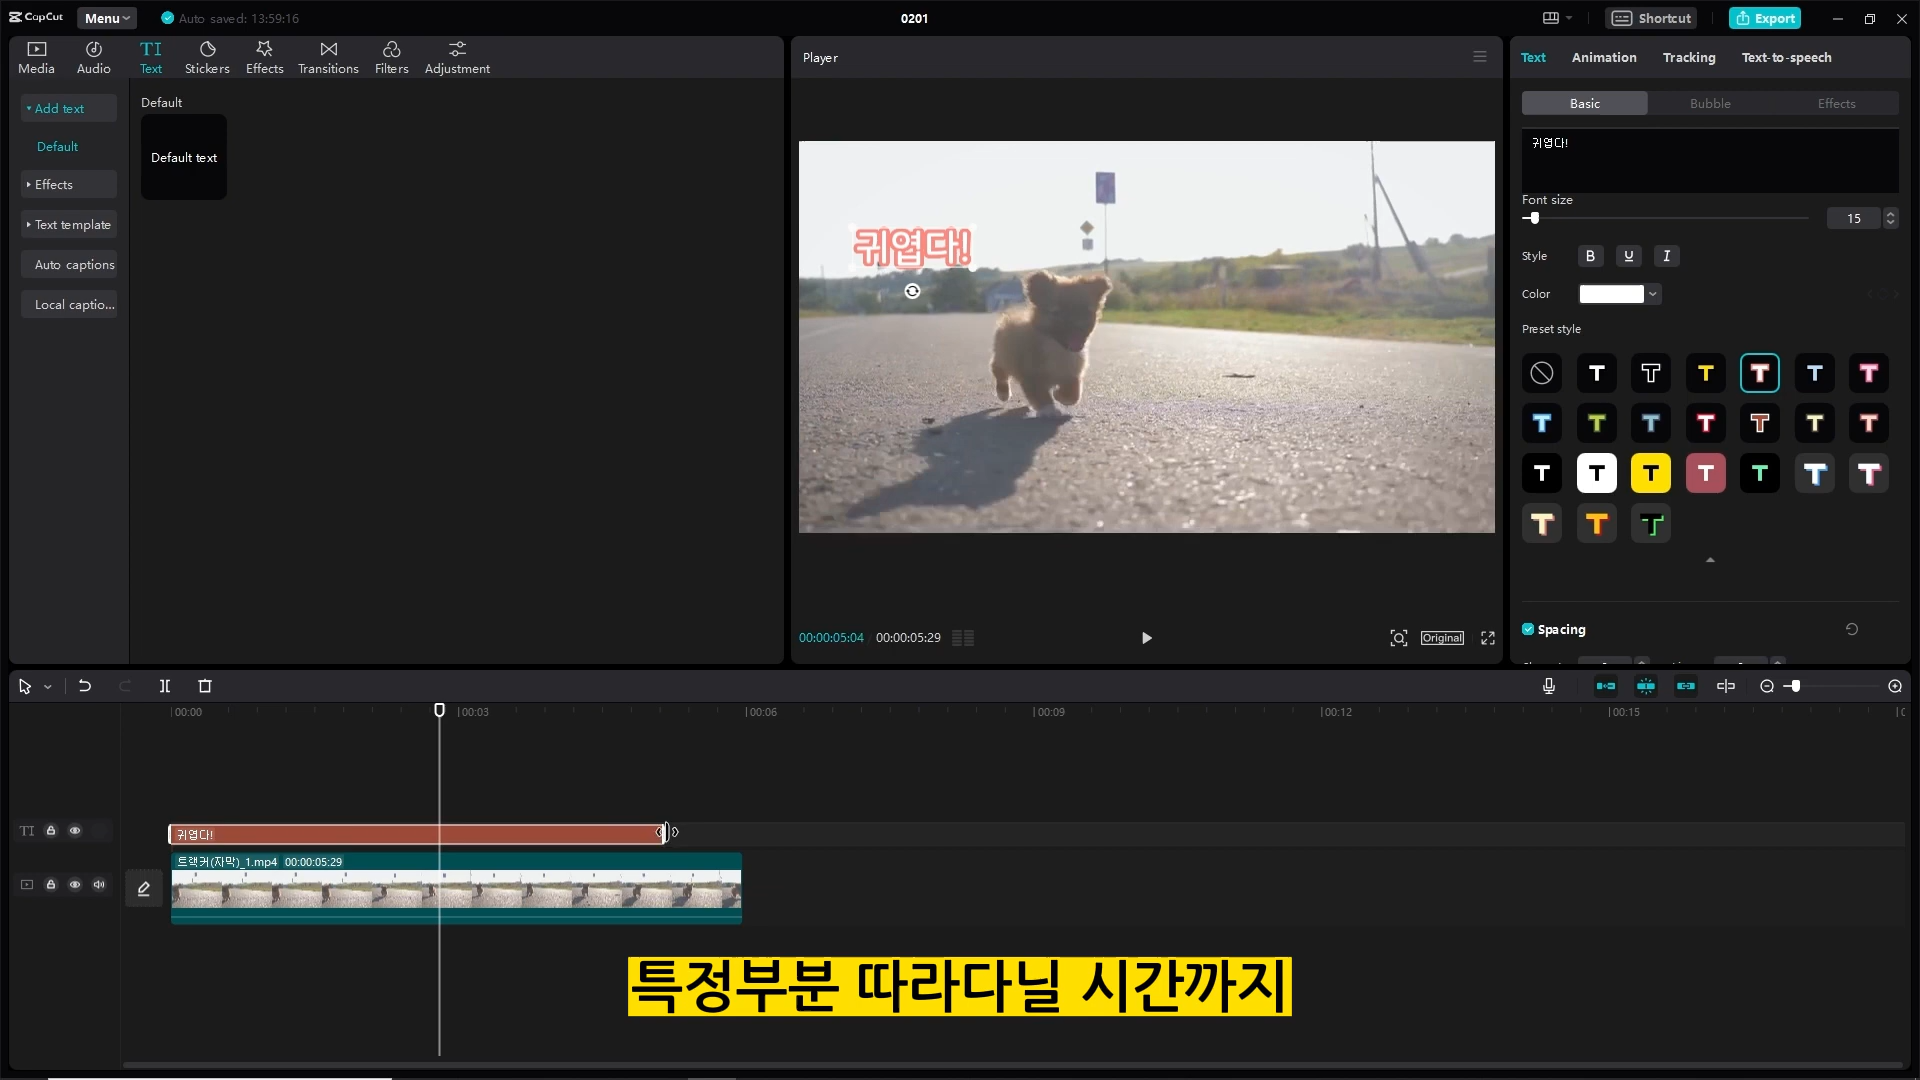 CapCut
Menu
Auto saved: 13:59:16
0201
Shortcut
Export
Media
Audio
TI
Text
Stickers
Effects
Transitions
Filters
Adjustment
Add text
Default
Effects
Text template
Auto captions
Local captio...
Default
Default text
Player
귀엽다!
00:00:05:04
00:00:05:29
Original
Text
Animation
Tracking
Text-to-speech
Basic
Bubble
Effects
귀엽다!
Font size
15
Style
B
U
I
Color
Preset style
T T T T T T
T T T T T T T
T T T T T T T
T T T
Spacing
00:00
00:03
00:06
00:09
00:12
00:15
TI
귀엽다!
트랙커(자막)_1.mp4 00:00:05:29
특정부분 따라다닐 시간까지